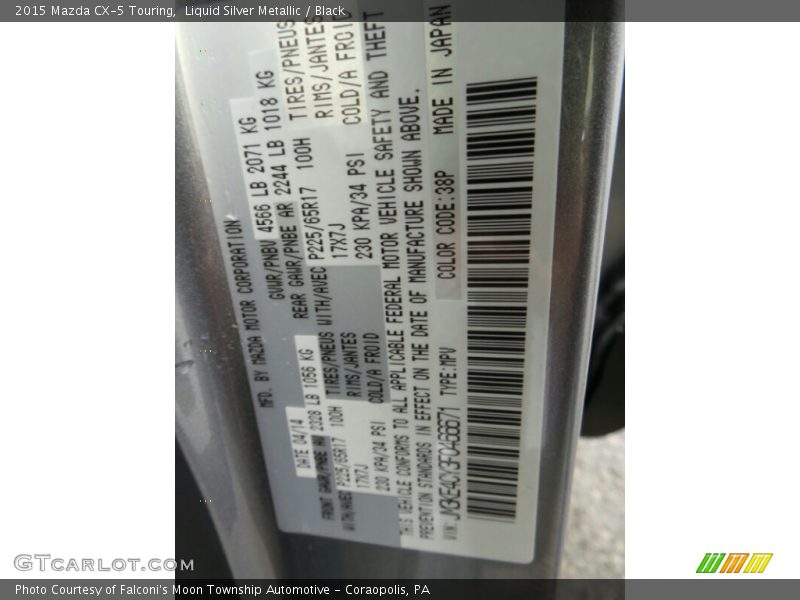 2015 Mazda CX-5 Touring, Liquid Silver Metallic / Black
MFD. BY MAZDA MOTOR CORPORATION
DATE 04/14 GVWR/PNBV 4566 LB 2071 KG
FRONT GAWR/PNBE AV 2328 LB 1056 KG REAR GAWR/PNBE AR 2244 LB 1018 KG
WITH/AVEC P225/65R17 100H TIRES/PNEUS WITH/AVEC P225/65R17 100H TIRES/PNEUS
17X7J RIMS/JANTES 17X7J RIMS/JANTES
230 KPA/34 PSI COLD/A FROID 230 KPA/34 PSI COLD/A FROID
THIS VEHICLE CONFORMS TO ALL APPLICABLE FEDERAL MOTOR VEHICLE SAFETY AND THEFT
PREVENTION STANDARDS IN EFFECT ON THE DATE OF MANUFACTURE SHOWN ABOVE.
VIN: TYPE:MPV COLOR CODE:38P MADE IN JAPAN
GTcarlot.com
Photo Courtesy of Falconi's Moon Township Automotive - Coraopolis, PA